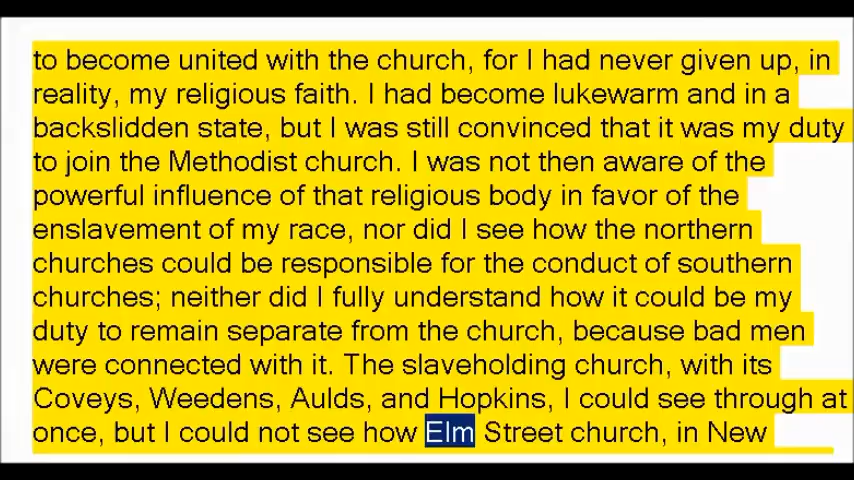 to become united with the church, for I had never given up, in
reality, my religious faith. I had become lukewarm and in a
backslidden state, but I was still convinced that it was my duty
to join the Methodist church. I was not then aware of the
powerful influence of that religious body in favor of the
enslavement of my race, nor did I see how the northern
churches could be responsible for the conduct of southern
churches; neither did I fully understand how it could be my
duty to remain separate from the church, because bad men
were connected with it. The slaveholding church, with its
Coveys, Weedens, Aulds, and Hopkins, I could see through at
once, but I could not see how Elm Street church, in New